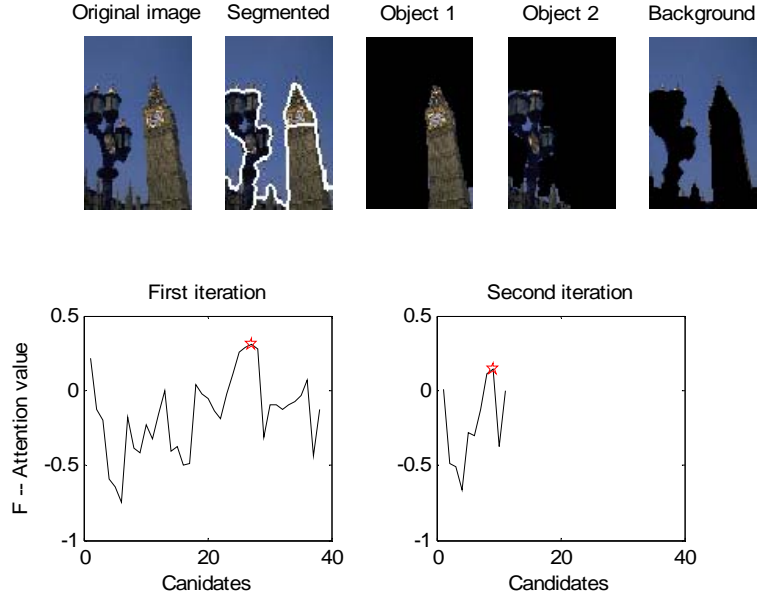 Original image Segmented Object 1 Object 2 Background
First iteration Second iteration
F -- Attention value
0.5 0.5
0 0
-0.5 -0.5
-1 -1
0 20 40 0 20 40
Canidates Candidates